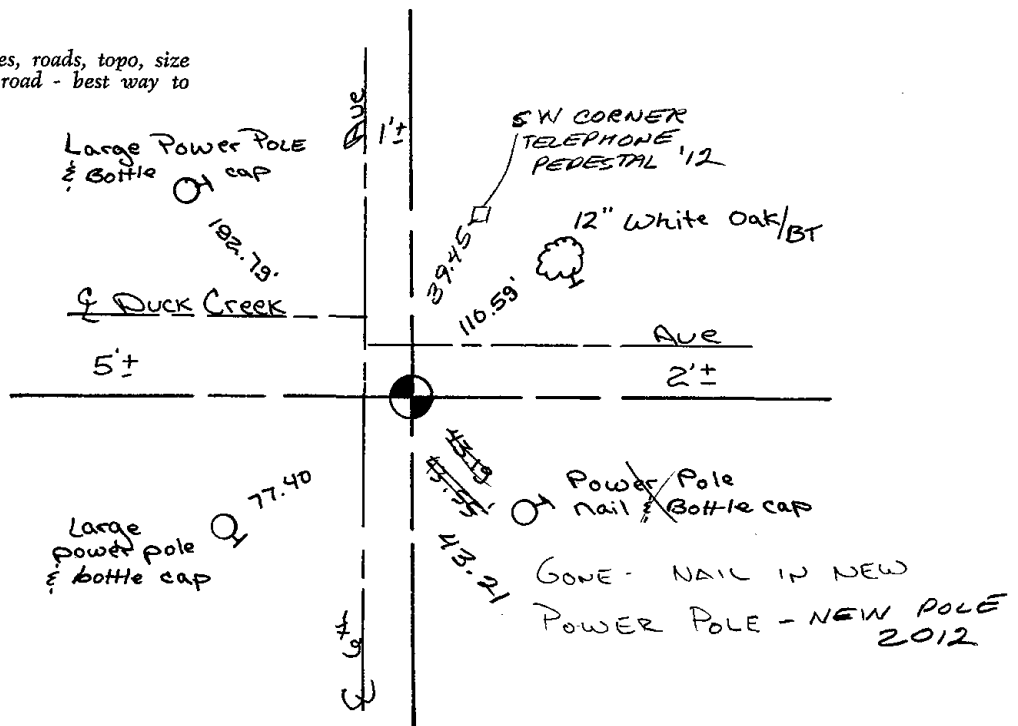 es, roads, topo, size
road - best way to
Ave
1'±
SW CORNER
TELEPHONE
PEDESTAL '12
Large Power Pole
& Bottle cap
192.79'
39.45
12" White Oak/BT
110.59'
℄ Duck Creek
Ave
5'±
2'±
77.40
Power Pole
nail & Bottle cap
Large
power pole
& bottle cap
43.21
GONE - NAIL IN NEW
POWER POLE - NEW POLE
2012